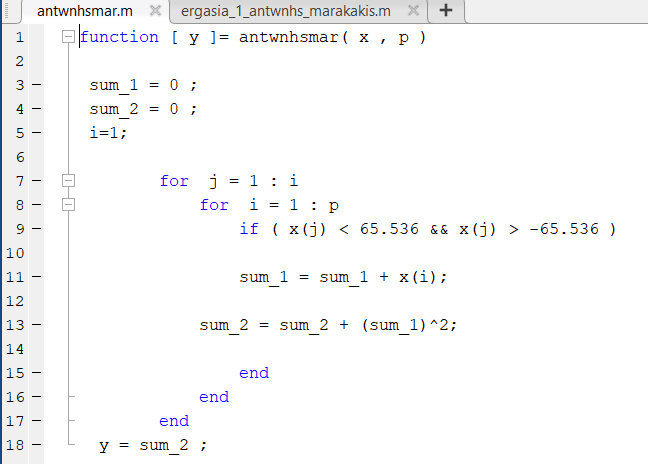 antwnhsmar.m × ergasia_1_antwnhs_marakakis.m × +
1 function [ y ]= antwnhsmar( x , p )
2
3 - sum_1 = 0 ;
4 - sum_2 = 0 ;
5 - i=1;
6
7 - for j = 1 : i
8 - for i = 1 : p
9 - if ( x(j) < 65.536 && x(j) > -65.536 )
10
11 - sum_1 = sum_1 + x(i);
12
13 - sum_2 = sum_2 + (sum_1)^2;
14
15 - end
16 - end
17 - end
18 - y = sum_2 ;